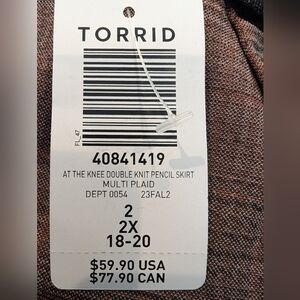 TORRID
FL_47
40841419
AT THE KNEE DOUBLE KNIT PENCIL SKIRT
MULTI PLAID
DEPT 0054 23FAL2
2
2X
18-20
$59.90 USA
$77.90 CAN